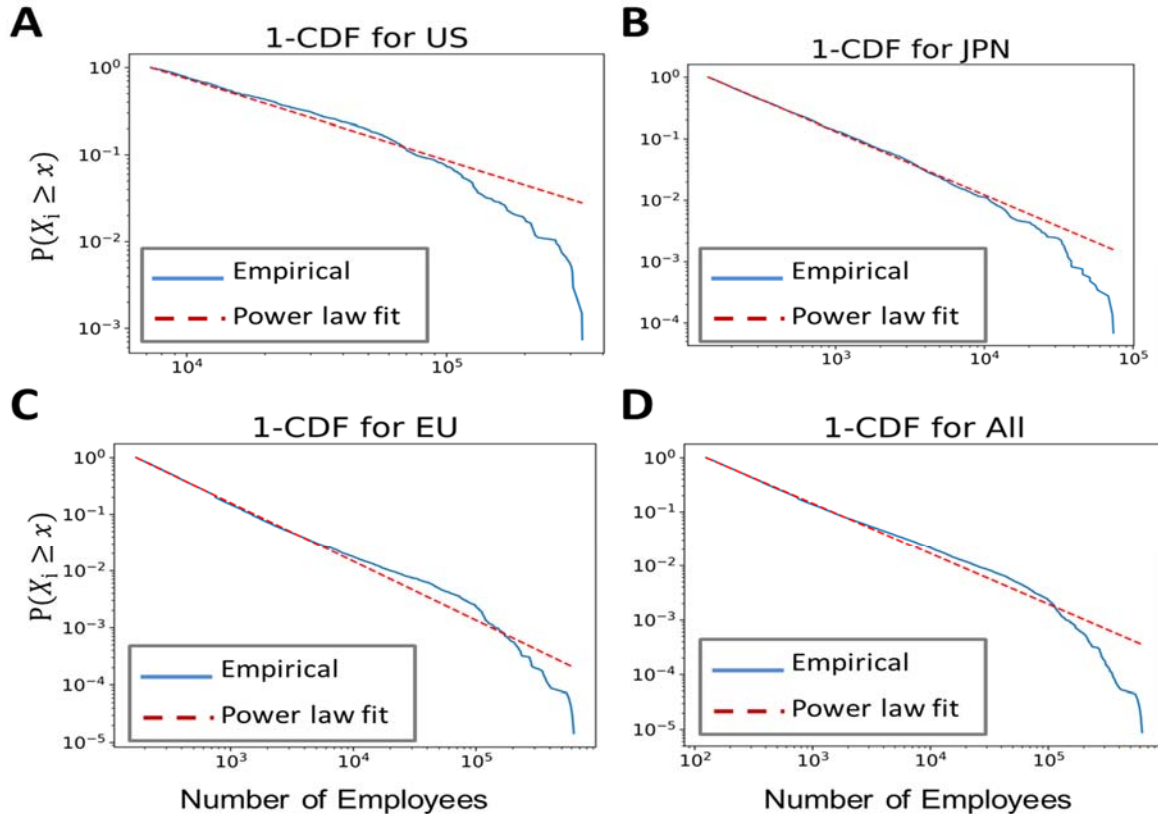 A
1-CDF for US
P(Xᵢ ≥ x)
10⁰
10⁻¹
10⁻²
10⁻³
Empirical
Power law fit
10⁴
10⁵
B
1-CDF for JPN
10⁰
10⁻¹
10⁻²
10⁻³
10⁻⁴
Empirical
Power law fit
10³
10⁴
10⁵
C
1-CDF for EU
P(Xᵢ ≥ x)
10⁰
10⁻¹
10⁻²
10⁻³
10⁻⁴
10⁻⁵
Empirical
Power law fit
10³
10⁴
10⁵
Number of Employees
D
1-CDF for All
10⁰
10⁻¹
10⁻²
10⁻³
10⁻⁴
10⁻⁵
Empirical
Power law fit
10²
10³
10⁴
10⁵
Number of Employees